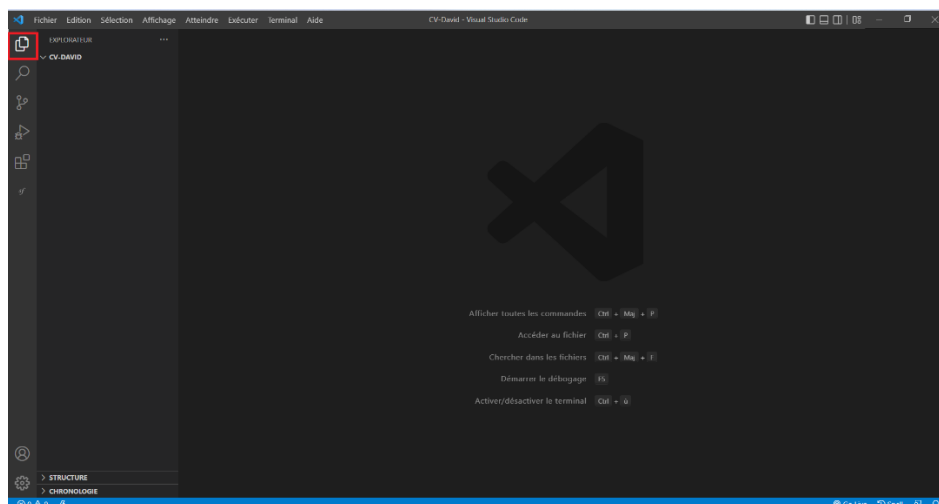 Fichier Edition Sélection Affichage Atteindre Exécuter Terminal Aide CV-David - Visual Studio Code
EXPLORATEUR ...
CV-DAVID
Afficher toutes les commandes Ctrl + Maj + P
Accéder au fichier Ctrl + P
Chercher dans les fichiers Ctrl + Maj + F
Démarrer le débogage F5
Activer/désactiver le terminal Ctrl + ù
STRUCTURE
CHRONOLOGIE
Go Live